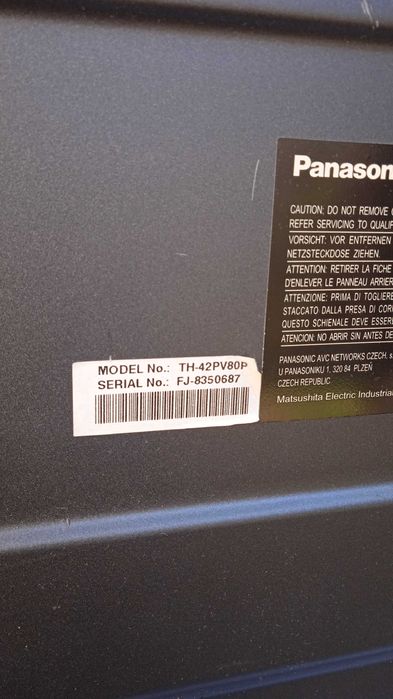 Panason
CAUTION: DO NOT REMOVE
REFER SERVICING TO QUALIF
VORSICHT: VOR ENTFERNEN
NETZSTECKDOSE ZIEHEN.
ATTENTION: RETIRER LA FICHE
D'ENLEVER LE PANNEAU ARRIER
ATTENZIONE: PRIMA DI TOGLIERE
STACCATO DALLA PRESA DI COR
QUESTO SCHIENALE DEVE ESSER
ATENCION: NO ABRIR SIN ANTES DE
PANASONIC AVC NETWORKS CZECH, s
U PANASONIKU 1, 320 84 PLZEŇ
CZECH REPUBLIC
Matsushita Electric Industrial
MODEL No.: TH-42PV80P
SERIAL No.: FJ-8350687